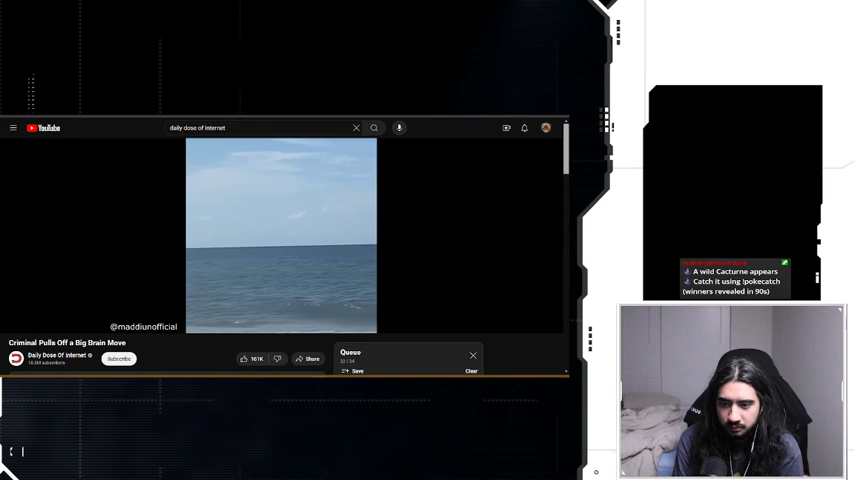 YouTube
daily dose of internet
@maddiunofficial
Criminal Pulls Off a Big Brain Move
Daily Dose Of Internet
Subscribe
161K
Share
Queue
Save
Clear
A wild Cacturne appears
Catch it using !pokecatch
(winners revealed in 90s)